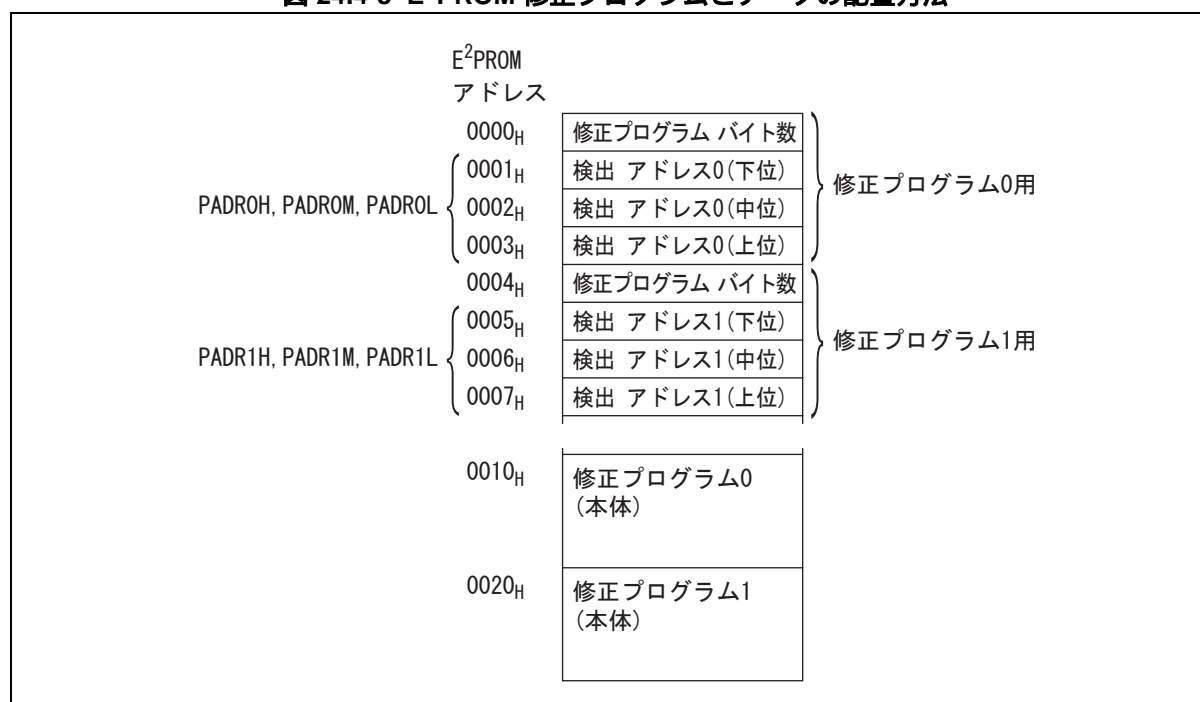 E²PROM
アドレス
0000H 修正プログラム バイト数
0001H 検出 アドレス0(下位)
PADR0H, PADR0M, PADR0L 0002H 検出 アドレス0(中位) 修正プログラム0用
0003H 検出 アドレス0(上位)
0004H 修正プログラム バイト数
0005H 検出 アドレス1(下位)
PADR1H, PADR1M, PADR1L 0006H 検出 アドレス1(中位) 修正プログラム1用
0007H 検出 アドレス1(上位)
0010H 修正プログラム0
(本体)
0020H 修正プログラム1
(本体)